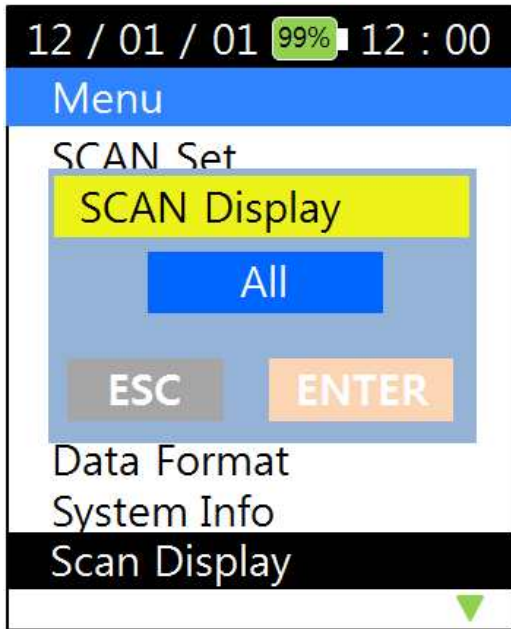 12 / 01 / 01 99% 12 : 00
Menu
SCAN Set
SCAN Display
All
ESC ENTER
Data Format
System Info
Scan Display